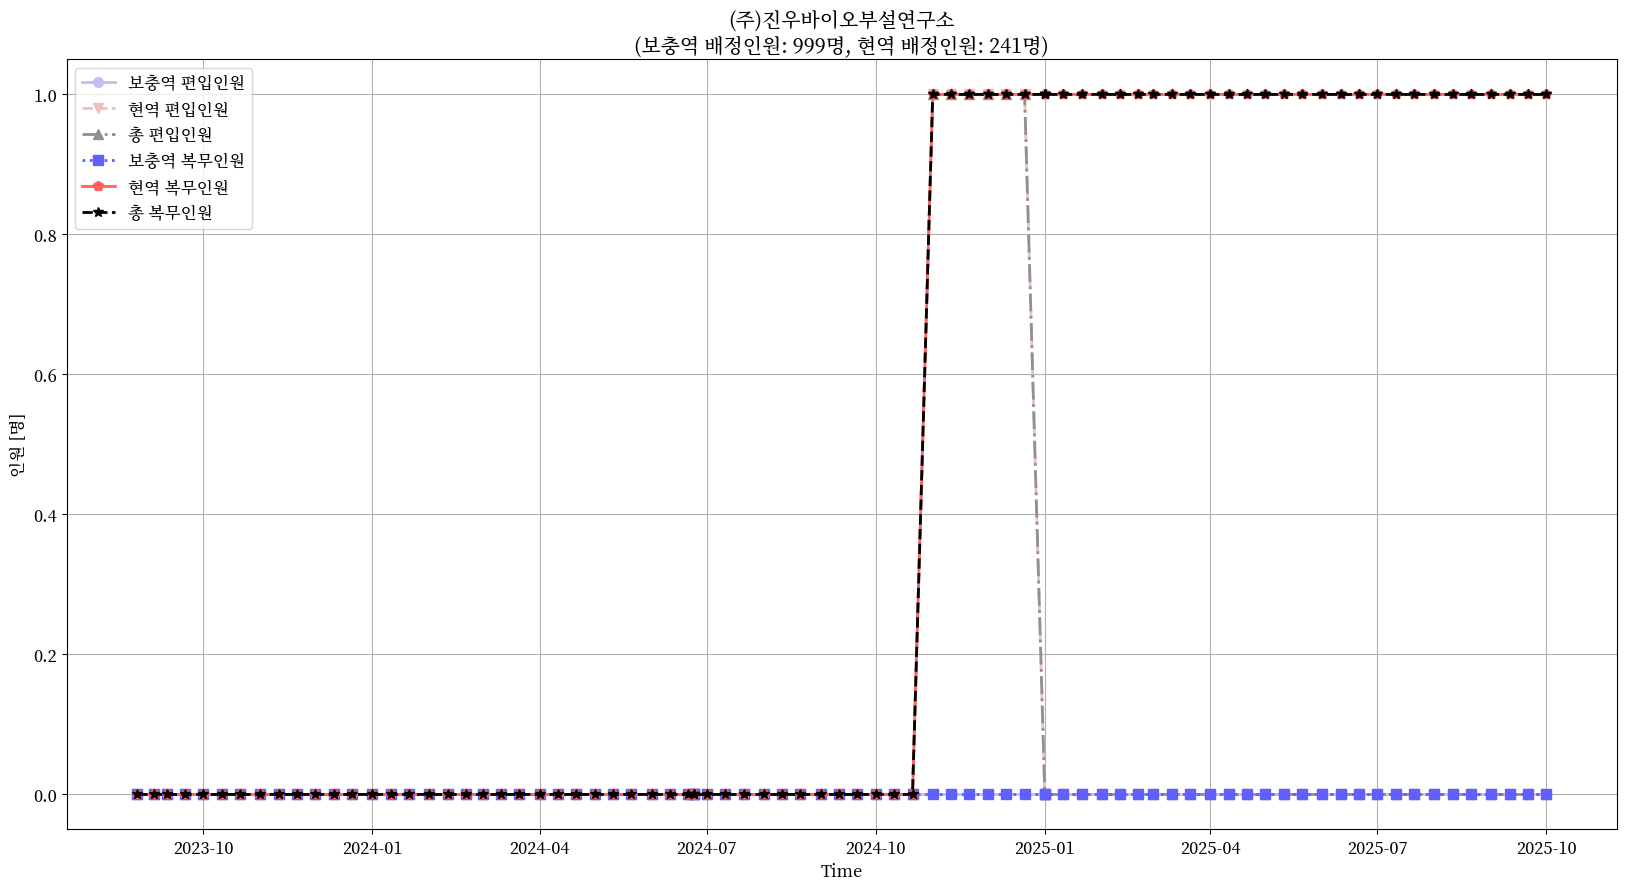 (주)진우바이오부설연구소
(보충역 배정인원: 999명, 현역 배정인원: 241명)
보충역 편입인원
현역 편입인원
총 편입인원
보충역 복무인원
현역 복무인원
총 복무인원
1.0
0.8
0.6
0.4
0.2
0.0
인원 [명]
2023-10
2024-01
2024-04
2024-07
2024-10
2025-01
2025-04
2025-07
2025-10
Time